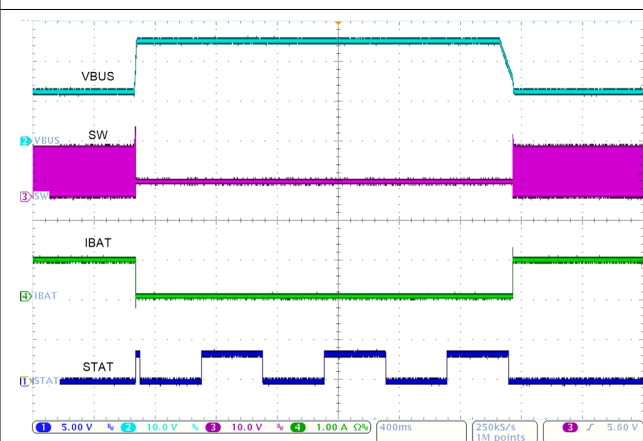 VBUS
SW
2 VBUS
3 SW
IBAT
4 IBAT
STAT
1 STAT
1 5.00 V 2 10.0 V 3 10.0 V 4 1.00 A Ω 400ms 250kS/s 3 5.60 V
1M points